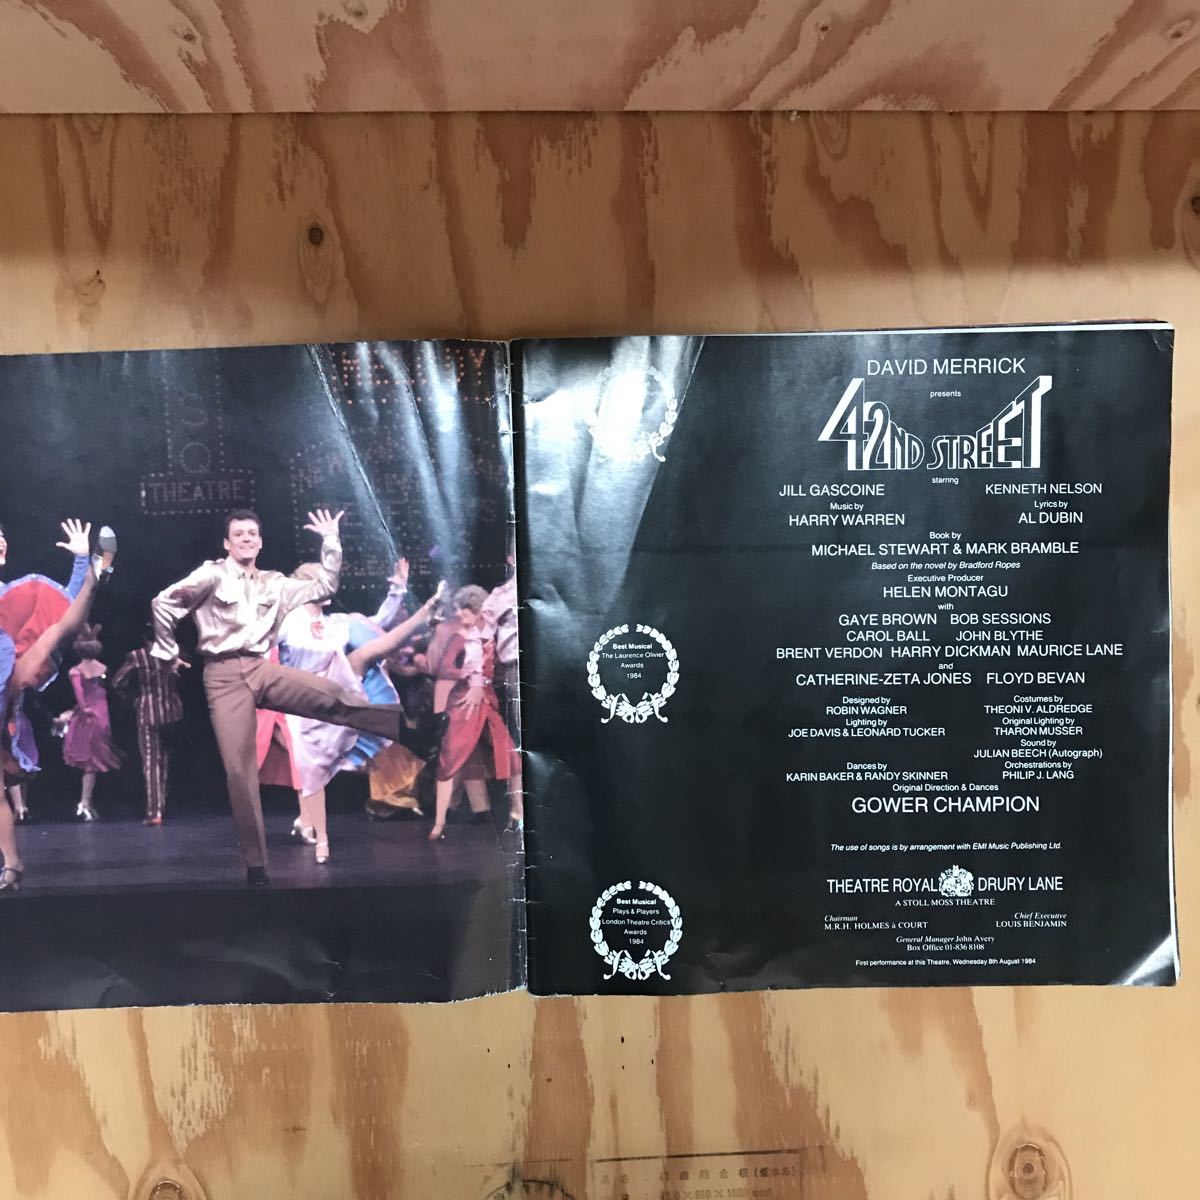 THEATRE
Q
DAVID MERRICK
presents
42ND STREET
starring
JILL GASCOINE KENNETH NELSON
Music by Lyrics by
HARRY WARREN AL DUBIN
Book by
MICHAEL STEWART & MARK BRAMBLE
Based on the novel by Bradford Ropes
Executive Producer
HELEN MONTAGU
with
GAYE BROWN BOB SESSIONS
CAROL BALL JOHN BLYTHE
BRENT VERDON HARRY DICKMAN MAURICE LANE
and
CATHERINE-ZETA JONES FLOYD BEVAN
Designed by Costumes by
ROBIN WAGNER THEONI V. ALDREDGE
Lighting by Original Lighting by
JOE DAVIS & LEONARD TUCKER THARON MUSSER
Sound by
JULIAN BEECH (Autograph)
Dances by Orchestrations by
KARIN BAKER & RANDY SKINNER PHILIP J. LANG
Original Direction & Dances
GOWER CHAMPION
The use of songs is by arrangement with EMI Music Publishing Ltd.
THEATRE ROYAL DRURY LANE
A STOLL MOSS THEATRE
Chairman Chief Executive
M.R.H. HOLMES à COURT LOUIS BENJAMIN
General Manager John Avery
Box Office 01-836 8108
First performance at this Theatre, Wednesday 8th August 1984
Best Musical
The Laurence Olivier
Awards
1984
Best Musical
Plays & Players
London Theatre Critics
Awards
1984